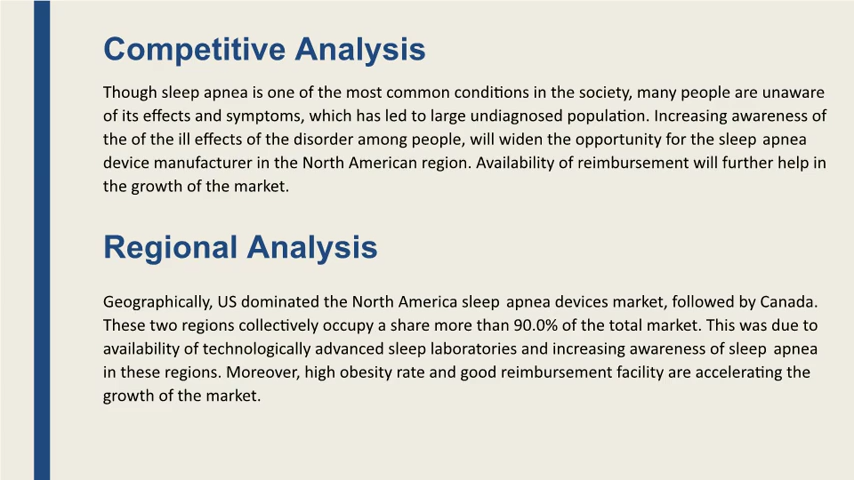 Competitive Analysis
Though sleep apnea is one of the most common conditions in the society, many people are unaware
of its effects and symptoms, which has led to large undiagnosed population. Increasing awareness of
the of the ill effects of the disorder among people, will widen the opportunity for the sleep apnea
device manufacturer in the North American region. Availability of reimbursement will further help in
the growth of the market.
Regional Analysis
Geographically, US dominated the North America sleep apnea devices market, followed by Canada.
These two regions collectively occupy a share more than 90.0% of the total market. This was due to
availability of technologically advanced sleep laboratories and increasing awareness of sleep apnea
in these regions. Moreover, high obesity rate and good reimbursement facility are accelerating the
growth of the market.